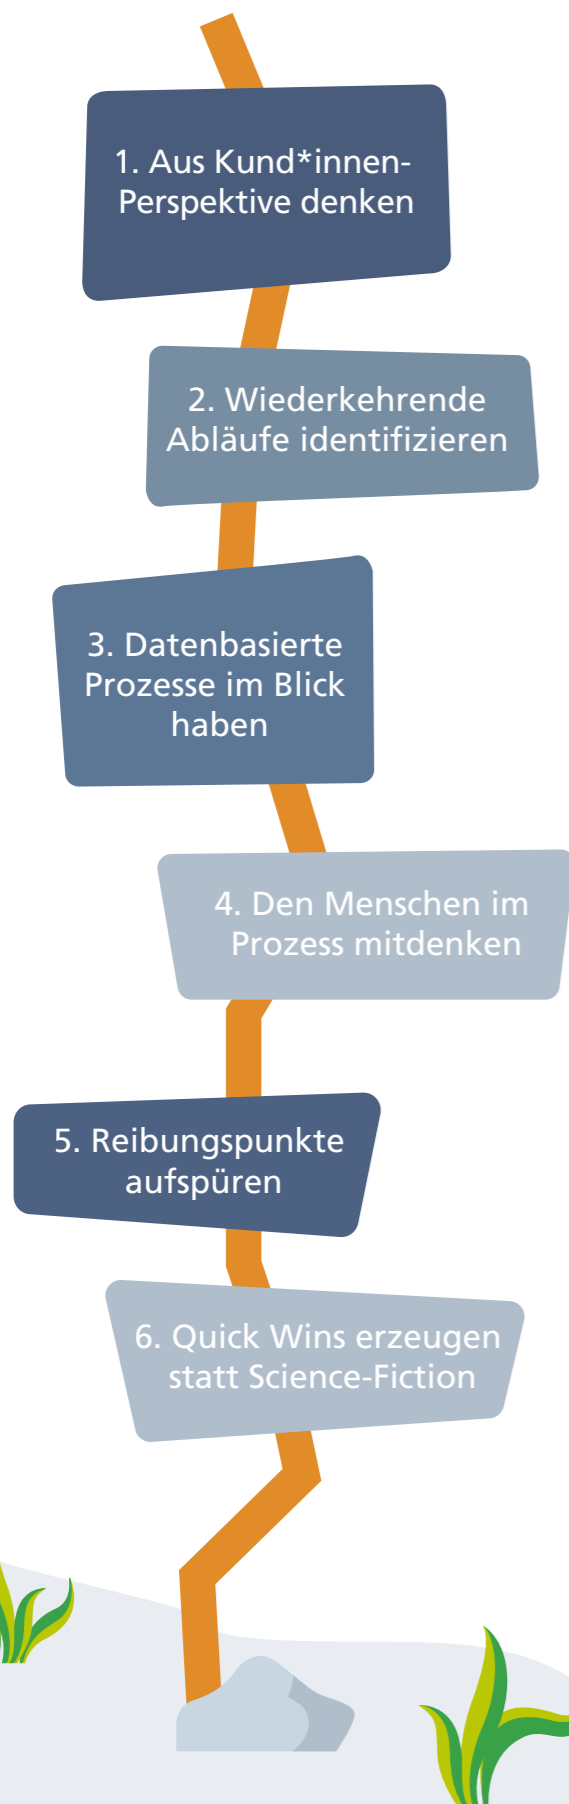 1. Aus Kund*innen-
Perspektive denken
2. Wiederkehrende
Abläufe identifizieren
3. Datenbasierte
Prozesse im Blick
haben
4. Den Menschen im
Prozess mitdenken
5. Reibungspunkte
aufspüren
6. Quick Wins erzeugen
statt Science-Fiction